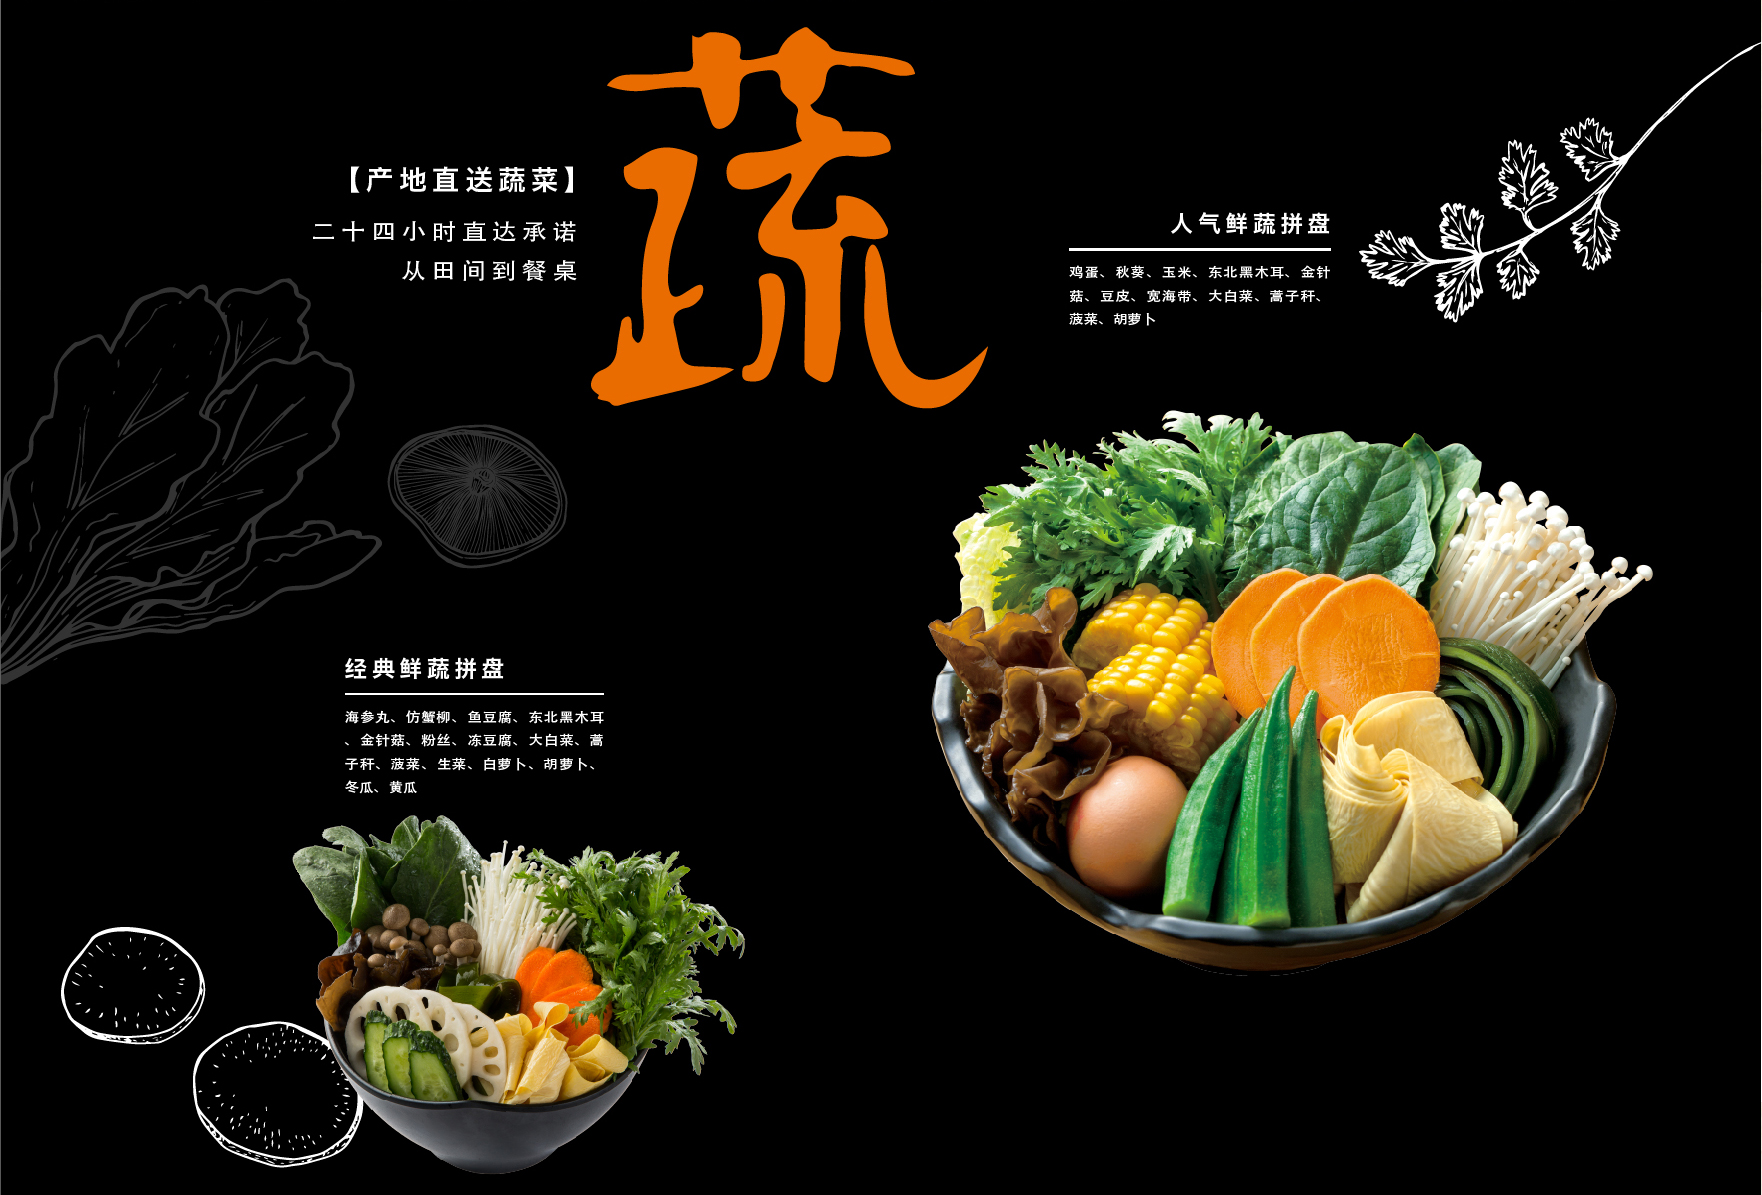 蔬
【产地直送蔬菜】
二十四小时直达承诺
从田间到餐桌
人气鲜蔬拼盘
鸡蛋、秋葵、玉米、东北黑木耳、金针
菇、豆皮、宽海带、大白菜、蒿子秆、
菠菜、胡萝卜
经典鲜蔬拼盘
海参丸、仿蟹柳、鱼豆腐、东北黑木耳
、金针菇、粉丝、冻豆腐、大白菜、蒿
子秆、菠菜、生菜、白萝卜、胡萝卜、
冬瓜、黄瓜